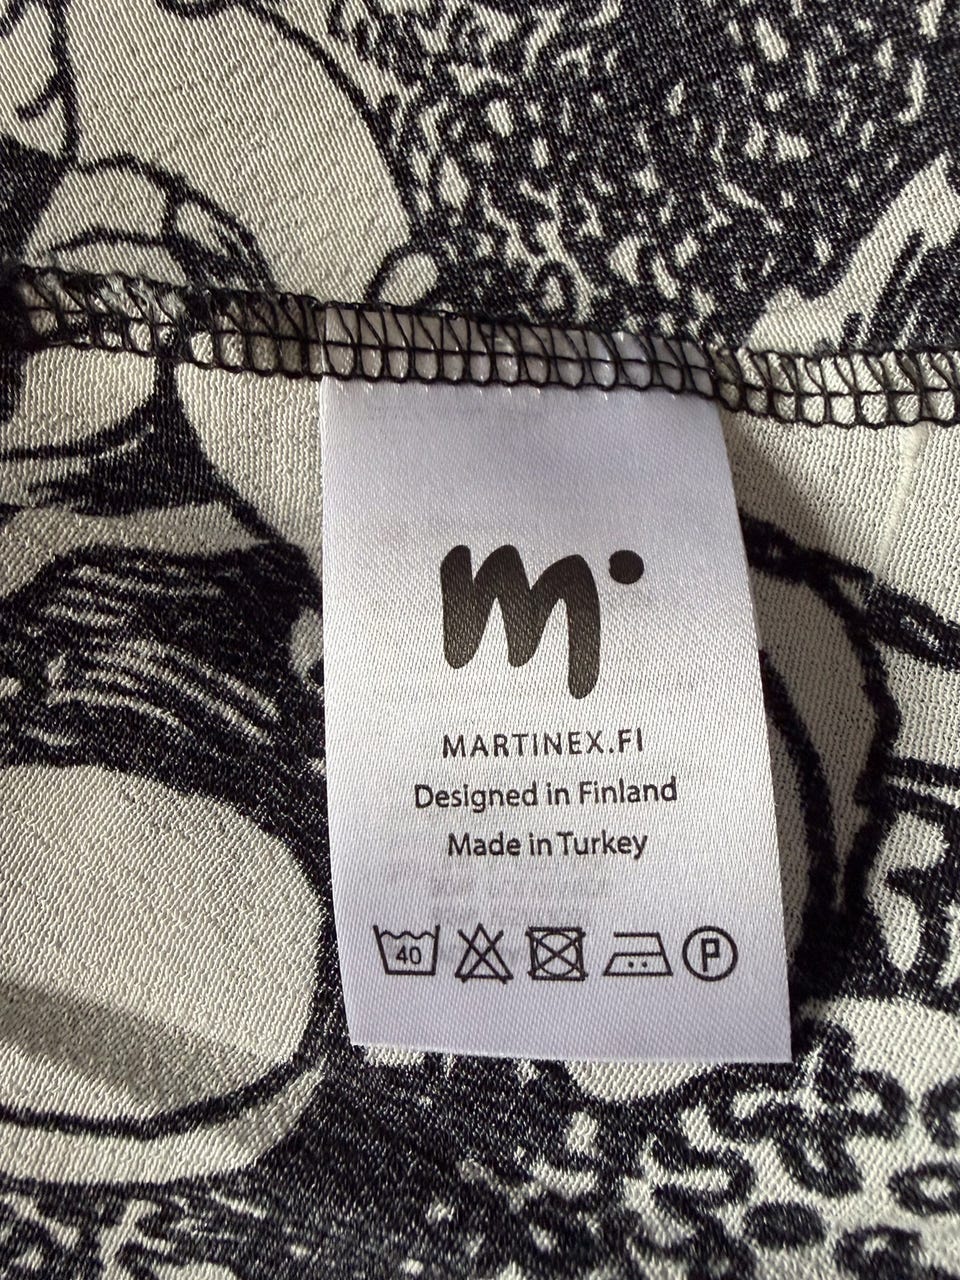 m
MARTINEX.FI
Designed in Finland
Made in Turkey
40 P